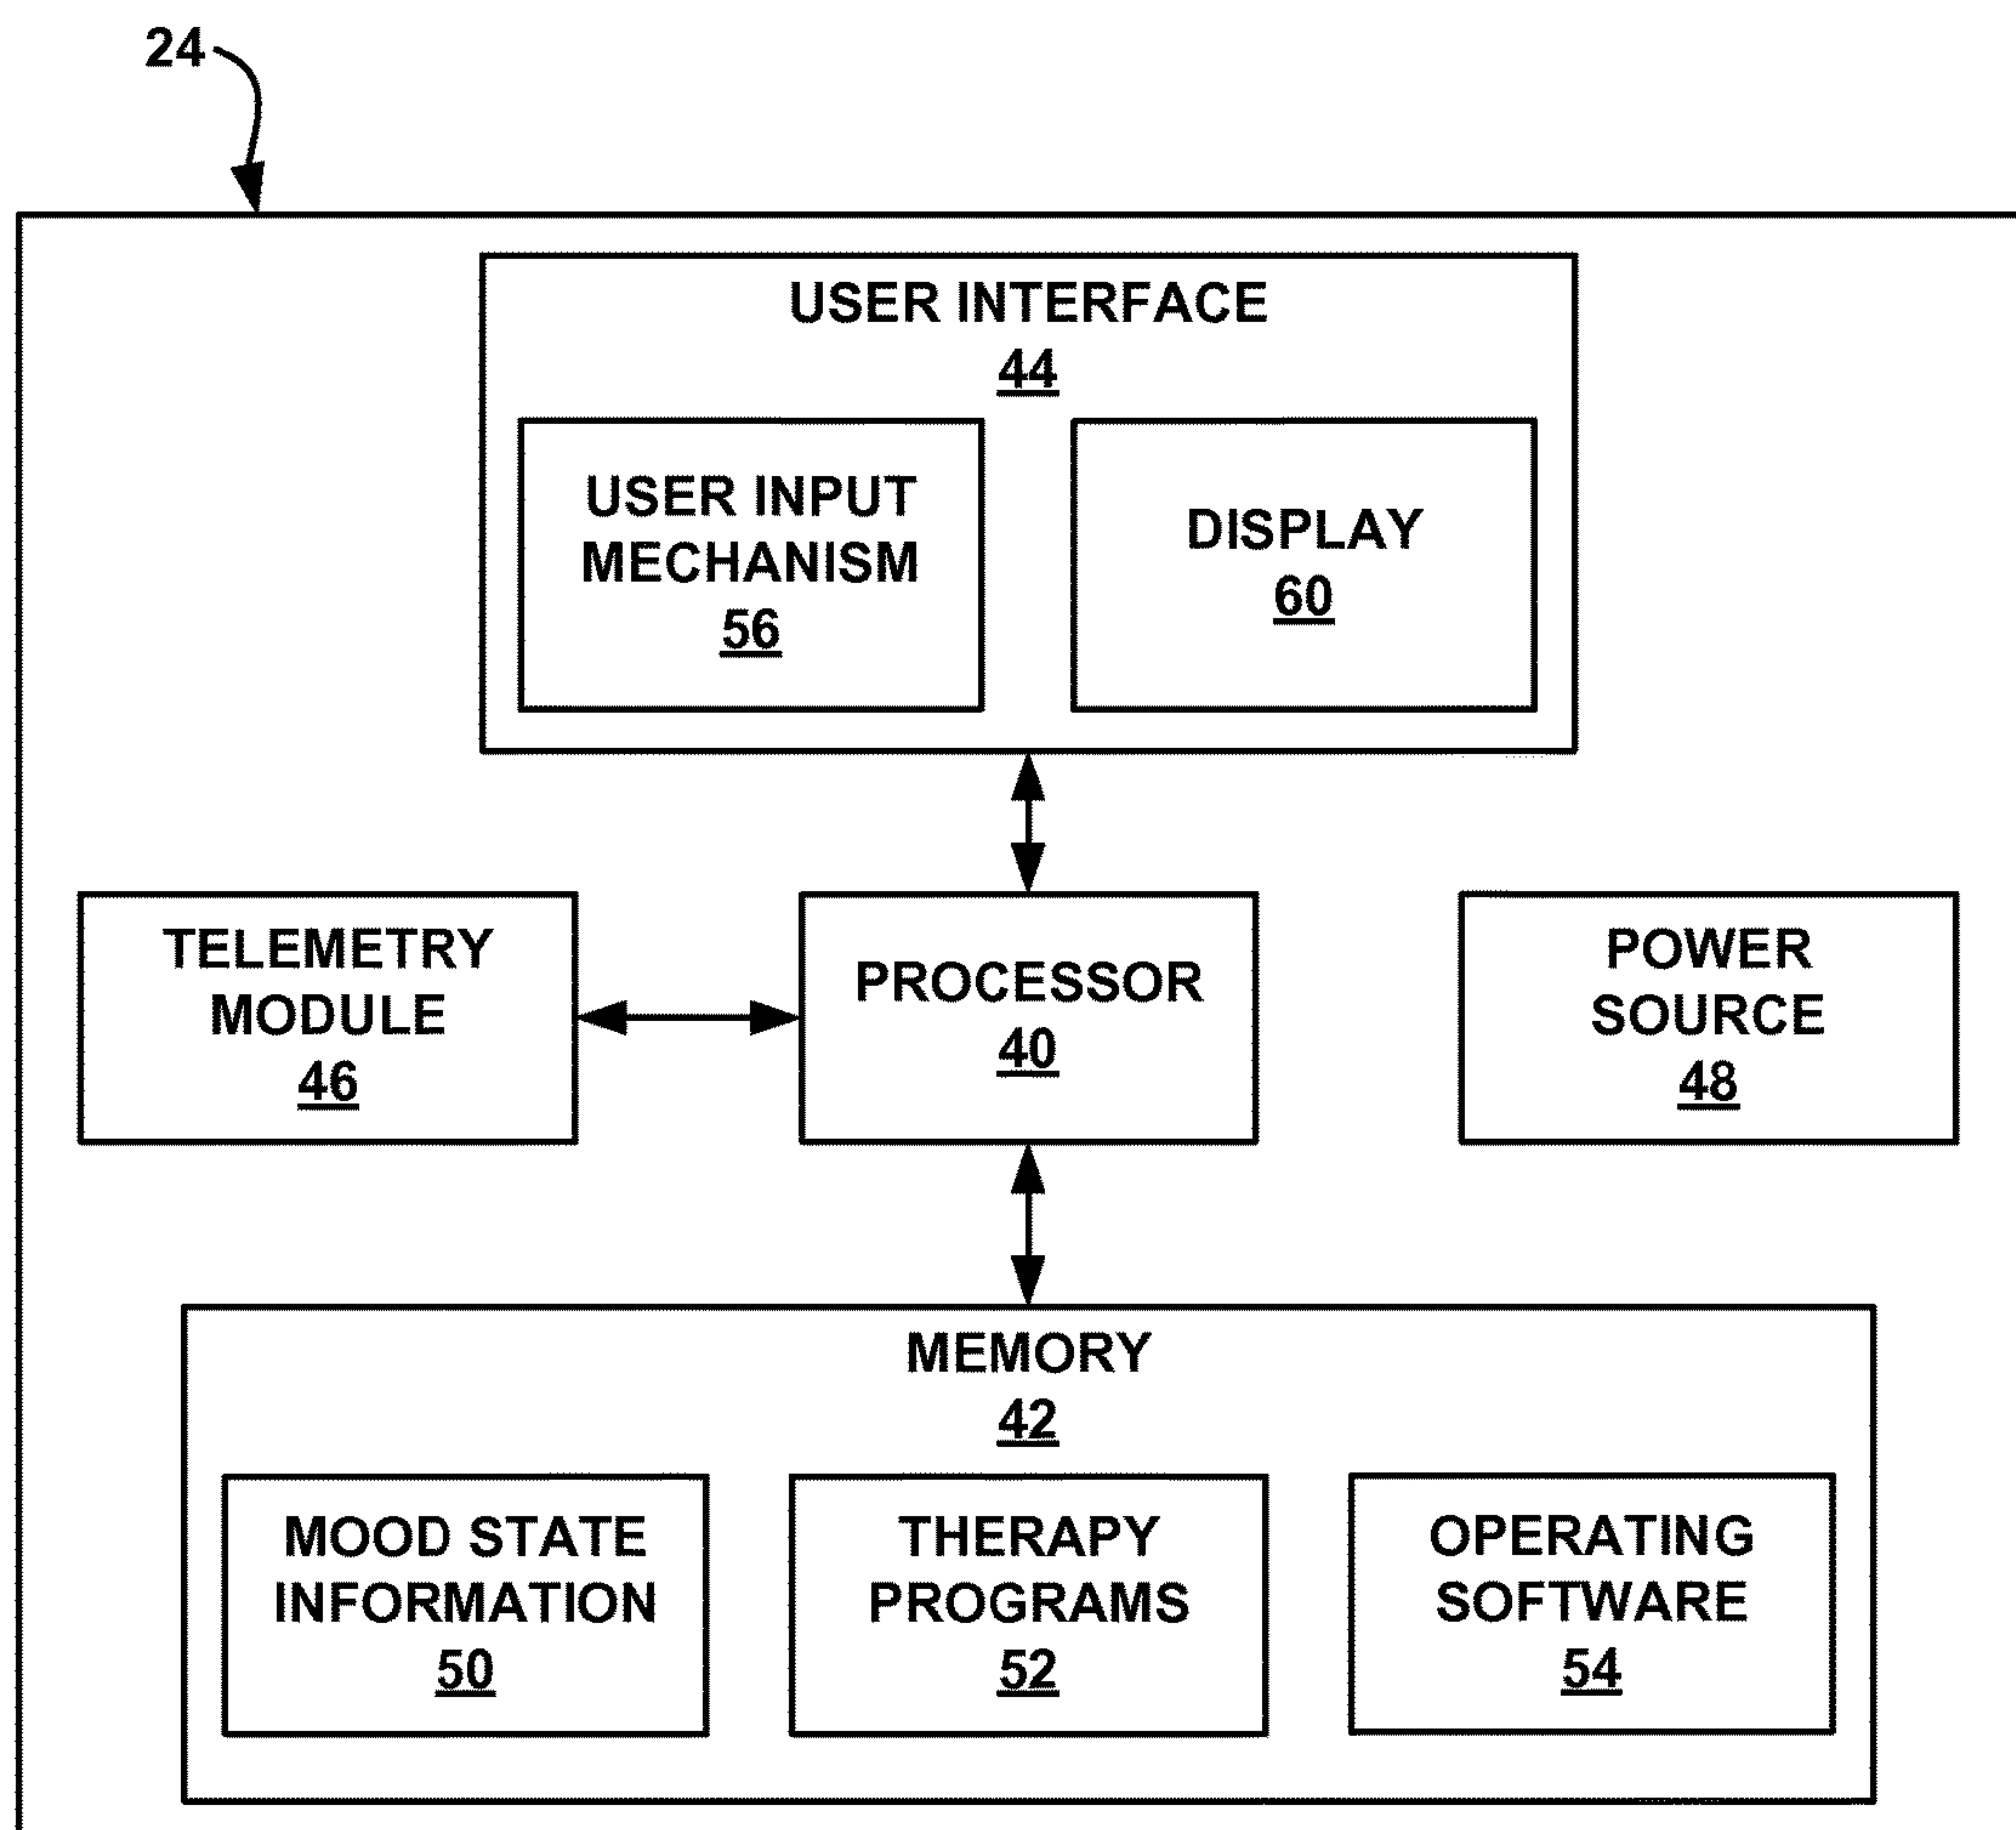 24
USER INTERFACE
44
USER INPUT
MECHANISM
56
DISPLAY
60
TELEMETRY
MODULE
46
PROCESSOR
40
POWER
SOURCE
48
MEMORY
42
MOOD STATE
INFORMATION
50
THERAPY
PROGRAMS
52
OPERATING
SOFTWARE
54